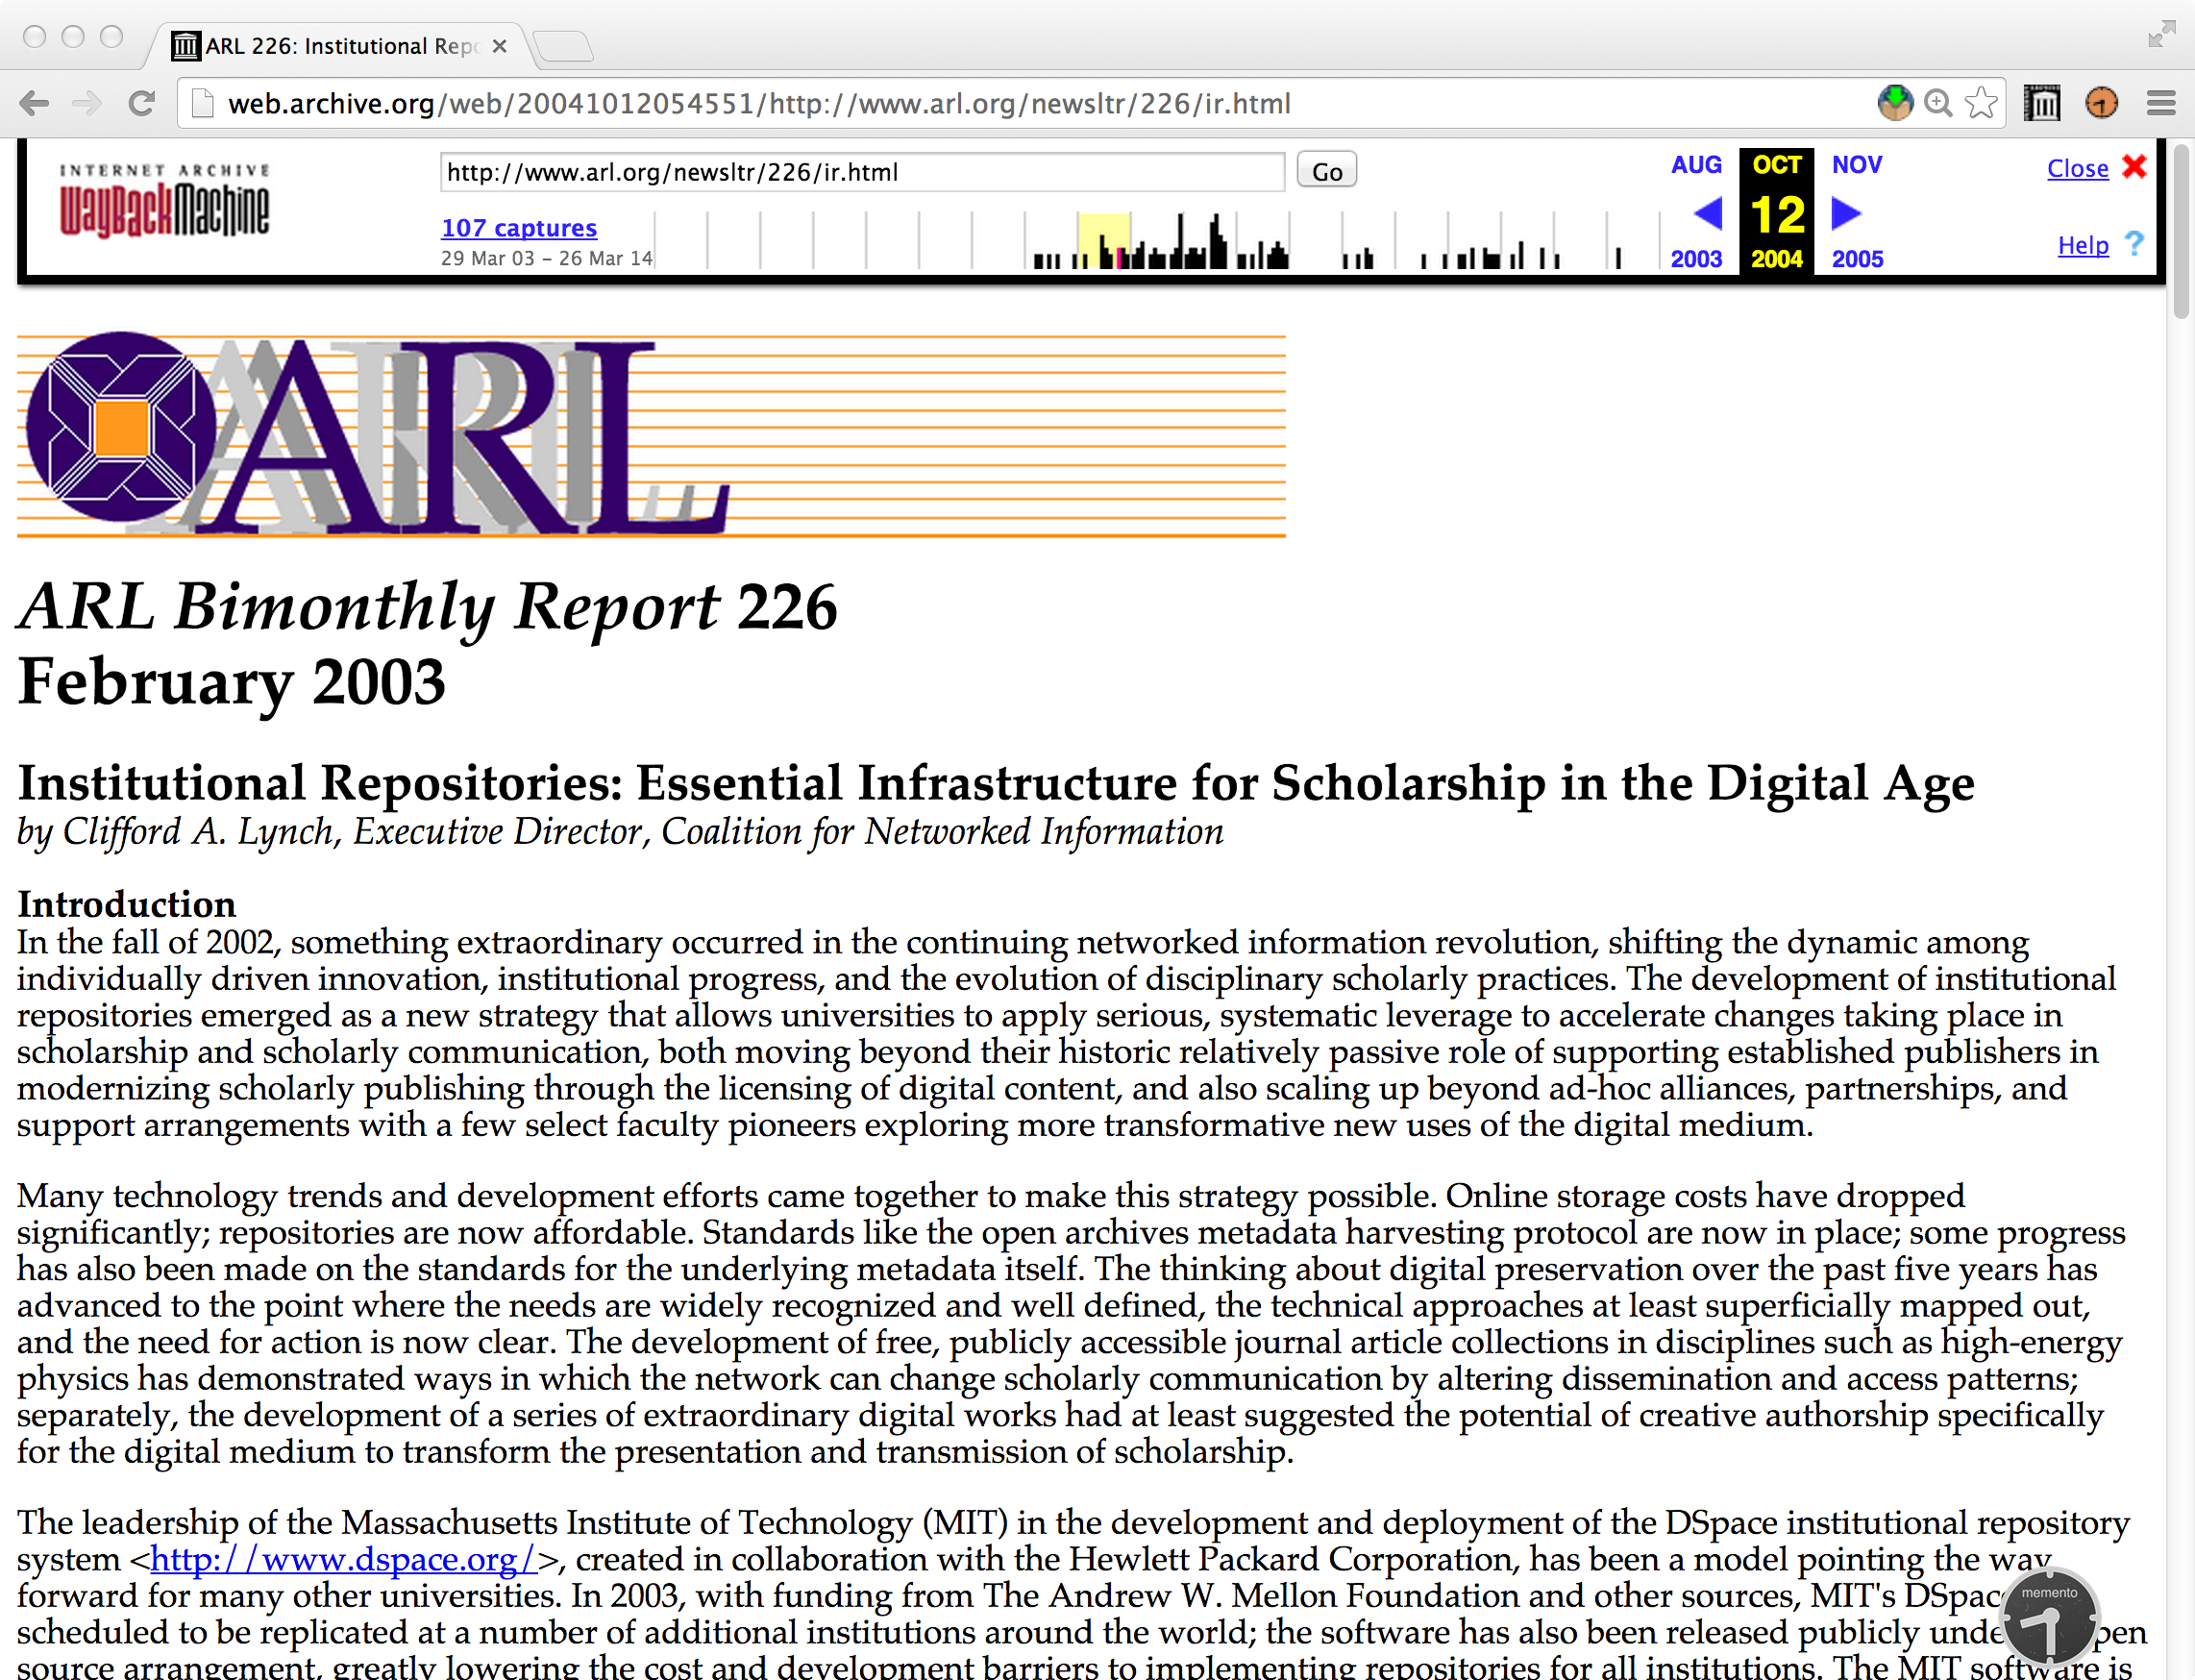 ARL 226: Institutional Repo
web.archive.org/web/20041012054551/http://www.arl.org/newsltr/226/ir.html
INTERNET ARCHIVE
WayBackMachine
http://www.arl.org/newsltr/226/ir.html
Go
107 captures
29 Mar 03 – 26 Mar 14
AUG OCT NOV
12
2003 2004 2005
Close
Help ?
ARL
ARL Bimonthly Report 226
February 2003
Institutional Repositories: Essential Infrastructure for Scholarship in the Digital Age
by Clifford A. Lynch, Executive Director, Coalition for Networked Information
Introduction
In the fall of 2002, something extraordinary occurred in the continuing networked information revolution, shifting the dynamic among
individually driven innovation, institutional progress, and the evolution of disciplinary scholarly practices. The development of institutional
repositories emerged as a new strategy that allows universities to apply serious, systematic leverage to accelerate changes taking place in
scholarship and scholarly communication, both moving beyond their historic relatively passive role of supporting established publishers in
modernizing scholarly publishing through the licensing of digital content, and also scaling up beyond ad-hoc alliances, partnerships, and
support arrangements with a few select faculty pioneers exploring more transformative new uses of the digital medium.
Many technology trends and development efforts came together to make this strategy possible. Online storage costs have dropped
significantly; repositories are now affordable. Standards like the open archives metadata harvesting protocol are now in place; some progress
has also been made on the standards for the underlying metadata itself. The thinking about digital preservation over the past five years has
advanced to the point where the needs are widely recognized and well defined, the technical approaches at least superficially mapped out,
and the need for action is now clear. The development of free, publicly accessible journal article collections in disciplines such as high-energy
physics has demonstrated ways in which the network can change scholarly communication by altering dissemination and access patterns;
separately, the development of a series of extraordinary digital works had at least suggested the potential of creative authorship specifically
for the digital medium to transform the presentation and transmission of scholarship.
The leadership of the Massachusetts Institute of Technology (MIT) in the development and deployment of the DSpace institutional repository
system <http://www.dspace.org/>, created in collaboration with the Hewlett Packard Corporation, has been a model pointing the way
forward for many other universities. In 2003, with funding from The Andrew W. Mellon Foundation and other sources, MIT's DSpac
scheduled to be replicated at a number of additional institutions around the world; the software has also been released publicly unde pen
source arrangement, greatly lowering the cost and development barriers to implementing repositories for all institutions. The MIT software is
memento